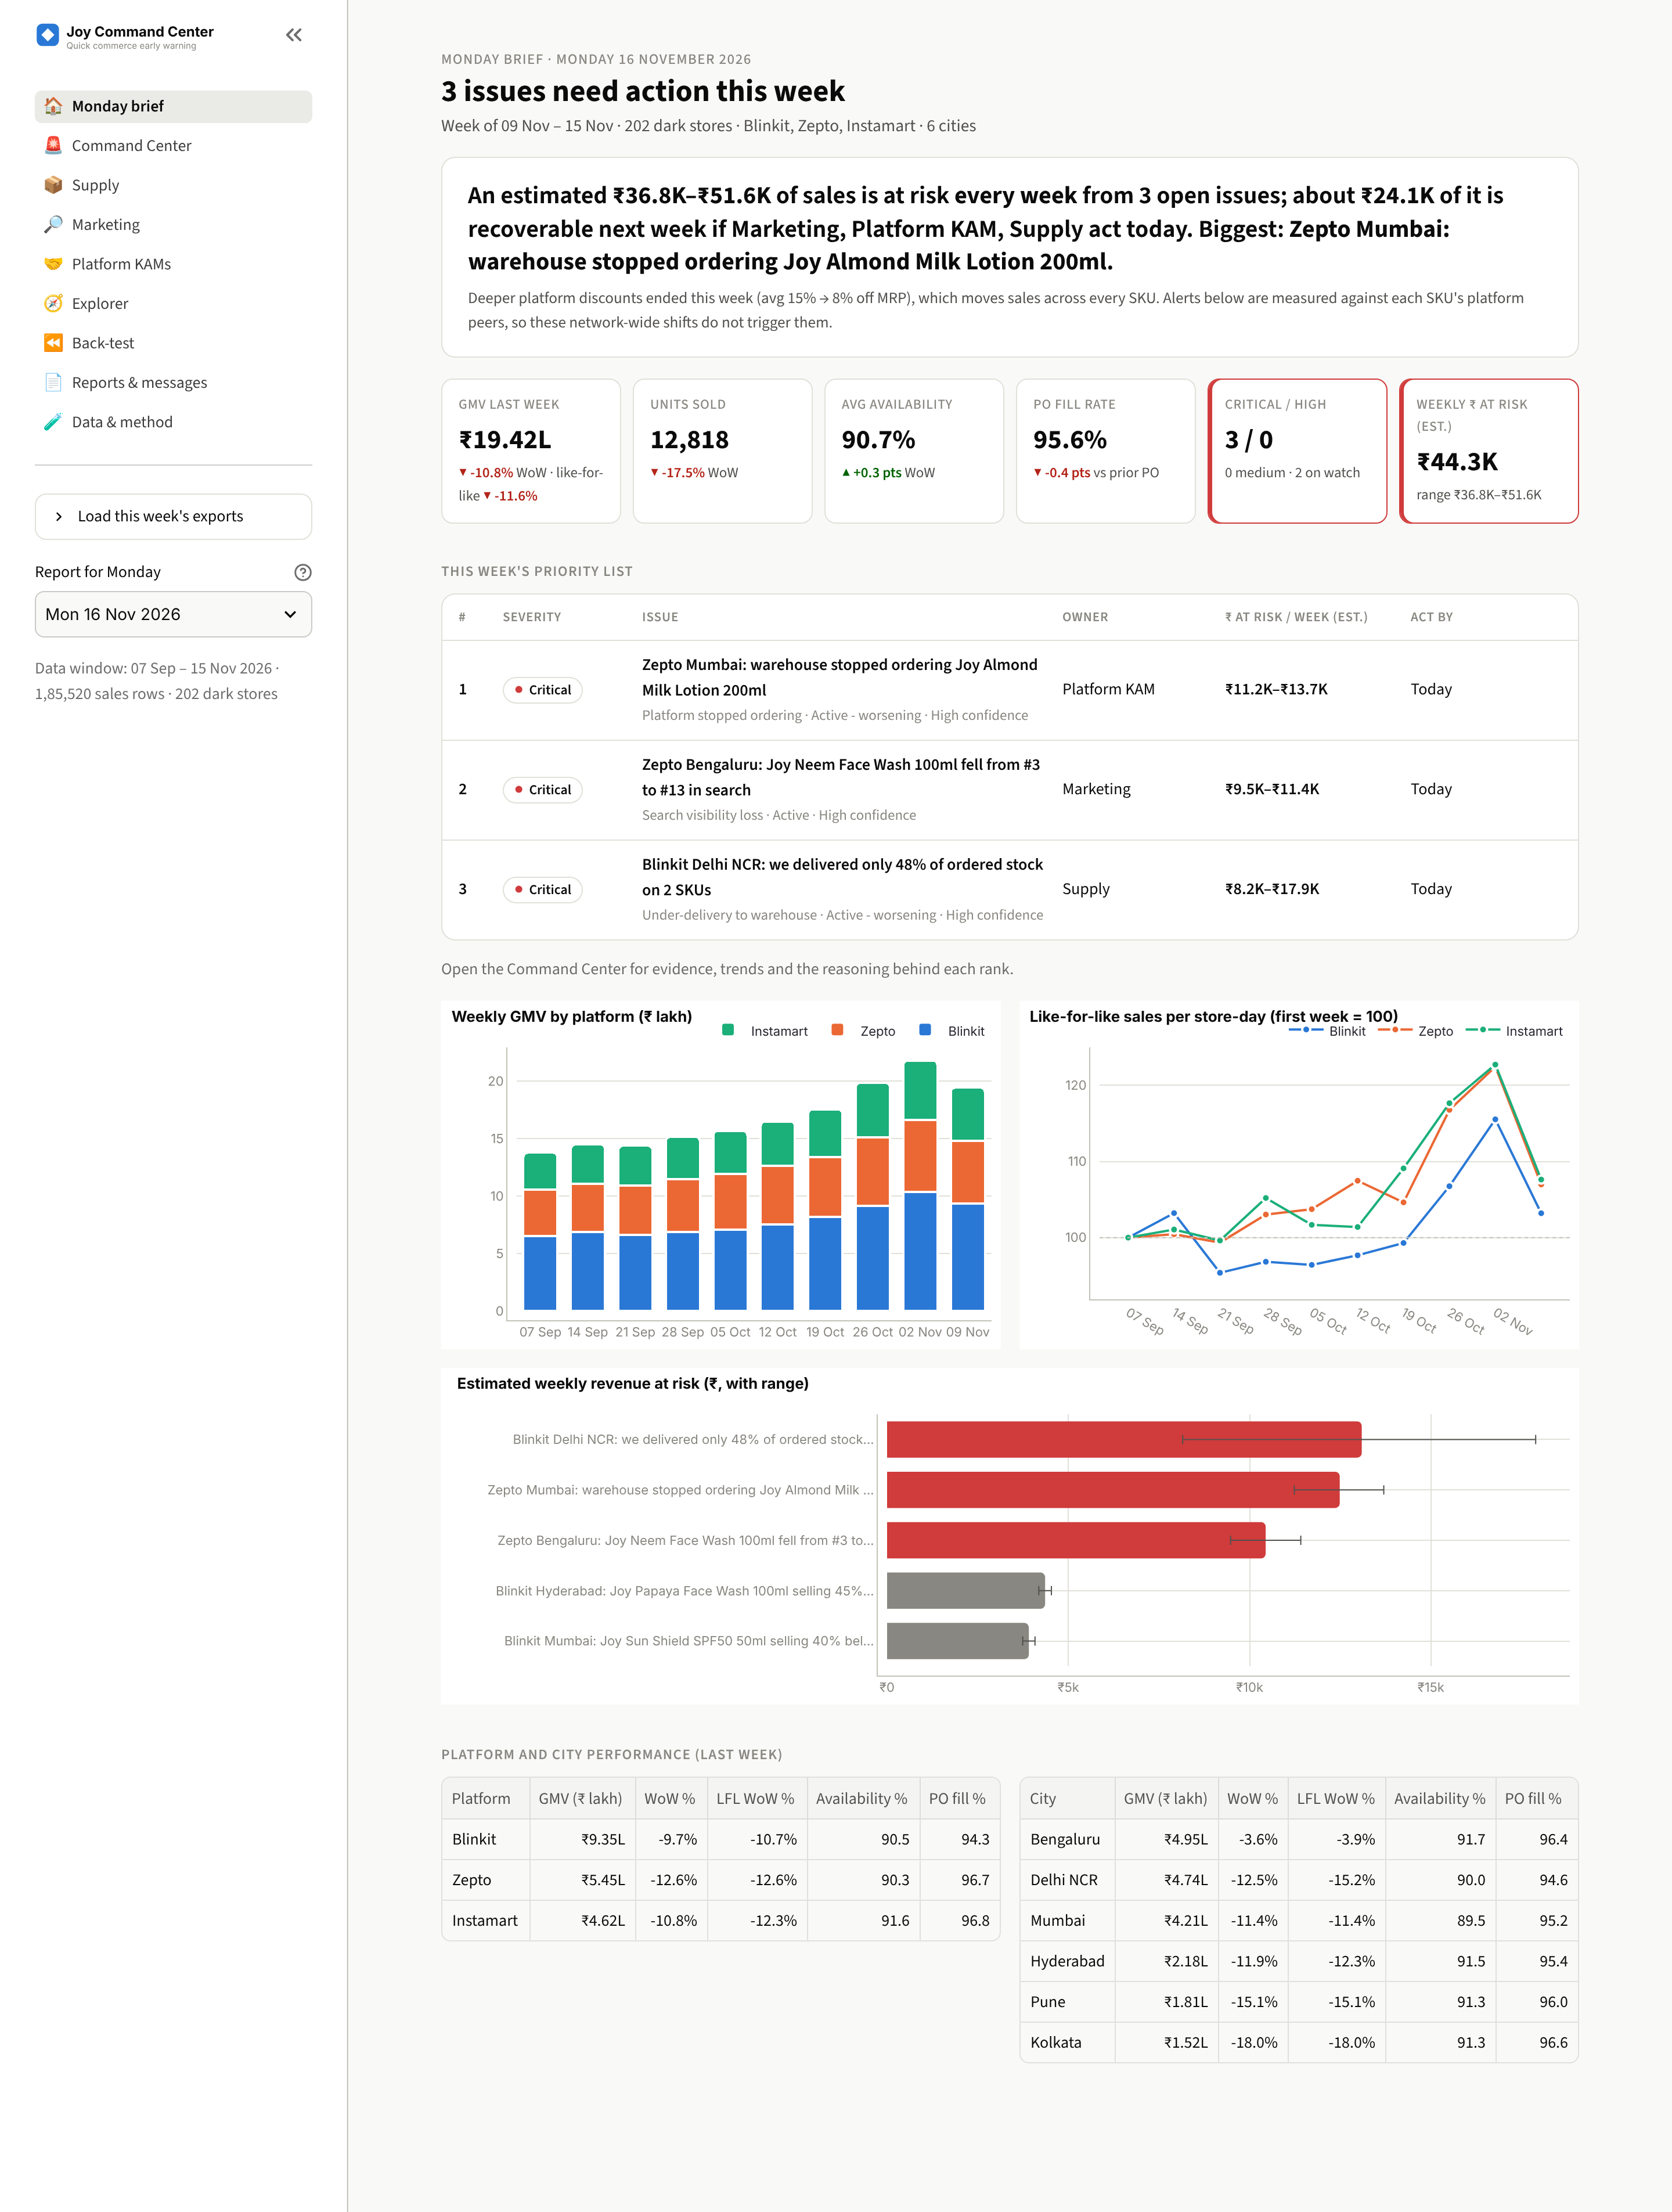 Joy Command Center
Quick commerce early warning
Monday brief
Command Center
Supply
Marketing
Platform KAMs
Explorer
Back-test
Reports & messages
Data & method
Load this week's exports
Report for Monday
Mon 16 Nov 2026
Data window: 07 Sep – 15 Nov 2026 ·
1,85,520 sales rows · 202 dark stores
MONDAY BRIEF · MONDAY 16 NOVEMBER 2026
3 issues need action this week
Week of 09 Nov – 15 Nov · 202 dark stores · Blinkit, Zepto, Instamart · 6 cities
An estimated ₹36.8K–₹51.6K of sales is at risk every week from 3 open issues; about ₹24.1K of it is
recoverable next week if Marketing, Platform KAM, Supply act today. Biggest: Zepto Mumbai:
warehouse stopped ordering Joy Almond Milk Lotion 200ml.
Deeper platform discounts ended this week (avg 15% → 8% off MRP), which moves sales across every SKU. Alerts below are measured against each SKU's platform
peers, so these network-wide shifts do not trigger them.
GMV LAST WEEK
₹19.42L
▼ -10.8% WoW · like-for-
like ▼ -11.6%
UNITS SOLD
12,818
▼ -17.5% WoW
AVG AVAILABILITY
90.7%
▲ +0.3 pts WoW
PO FILL RATE
95.6%
▼ -0.4 pts vs prior PO
CRITICAL / HIGH
3 / 0
0 medium · 2 on watch
WEEKLY ₹ AT RISK
(EST.)
₹44.3K
range ₹36.8K–₹51.6K
THIS WEEK'S PRIORITY LIST
# SEVERITY ISSUE OWNER ₹ AT RISK / WEEK (EST.) ACT BY
Zepto Mumbai: warehouse stopped ordering Joy Almond
1 Critical Milk Lotion 200ml Platform KAM ₹11.2K–₹13.7K Today
Platform stopped ordering · Active - worsening · High confidence
Zepto Bengaluru: Joy Neem Face Wash 100ml fell from #3
2 Critical to #13 in search Marketing ₹9.5K–₹11.4K Today
Search visibility loss · Active · High confidence
Blinkit Delhi NCR: we delivered only 48% of ordered stock
3 Critical on 2 SKUs Supply ₹8.2K–₹17.9K Today
Under-delivery to warehouse · Active - worsening · High confidence
Open the Command Center for evidence, trends and the reasoning behind each rank.
Weekly GMV by platform (₹ lakh)
Instamart Zepto Blinkit
20
15
10
5
0
07 Sep 14 Sep 21 Sep 28 Sep 05 Oct 12 Oct 19 Oct 26 Oct 02 Nov 09 Nov
Like-for-like sales per store-day (first week = 100)
Blinkit Zepto Instamart
120
110
100
07 Sep 14 Sep 21 Sep 28 Sep 05 Oct 12 Oct 19 Oct 26 Oct 02 Nov
Estimated weekly revenue at risk (₹, with range)
Blinkit Delhi NCR: we delivered only 48% of ordered stock...
Zepto Mumbai: warehouse stopped ordering Joy Almond Milk ...
Zepto Bengaluru: Joy Neem Face Wash 100ml fell from #3 to...
Blinkit Hyderabad: Joy Papaya Face Wash 100ml selling 45%...
Blinkit Mumbai: Joy Sun Shield SPF50 50ml selling 40% bel...
₹0 ₹5k ₹10k ₹15k
PLATFORM AND CITY PERFORMANCE (LAST WEEK)
Platform GMV (₹ lakh) WoW % LFL WoW % Availability % PO fill %
Blinkit ₹9.35L -9.7% -10.7% 90.5 94.3
Zepto ₹5.45L -12.6% -12.6% 90.3 96.7
Instamart ₹4.62L -10.8% -12.3% 91.6 96.8
City GMV (₹ lakh) WoW % LFL WoW % Availability % PO fill %
Bengaluru ₹4.95L -3.6% -3.9% 91.7 96.4
Delhi NCR ₹4.74L -12.5% -15.2% 90.0 94.6
Mumbai ₹4.21L -11.4% -11.4% 89.5 95.2
Hyderabad ₹2.18L -11.9% -12.3% 91.5 95.4
Pune ₹1.81L -15.1% -15.1% 91.3 96.0
Kolkata ₹1.52L -18.0% -18.0% 91.3 96.6